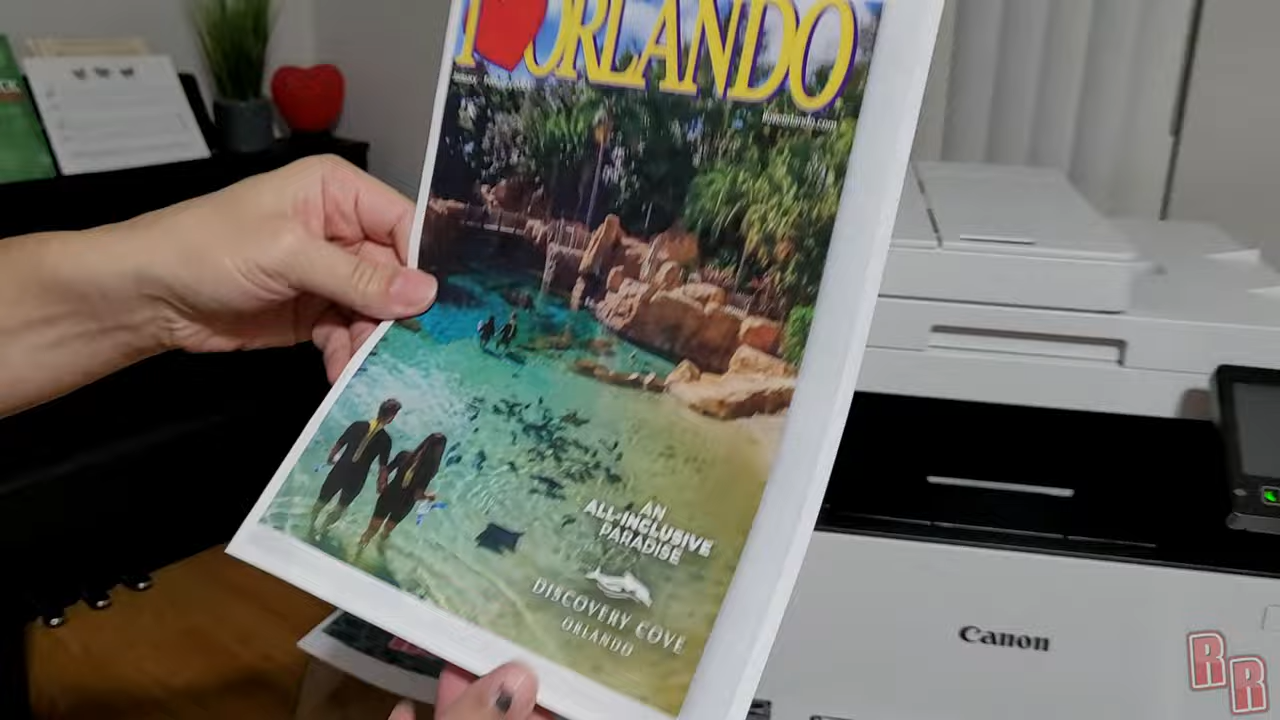 I ORLANDO
iloveorlando.com
AN
ALL-INCLUSIVE
PARADISE
DISCOVERY COVE
ORLANDO
Canon
RR